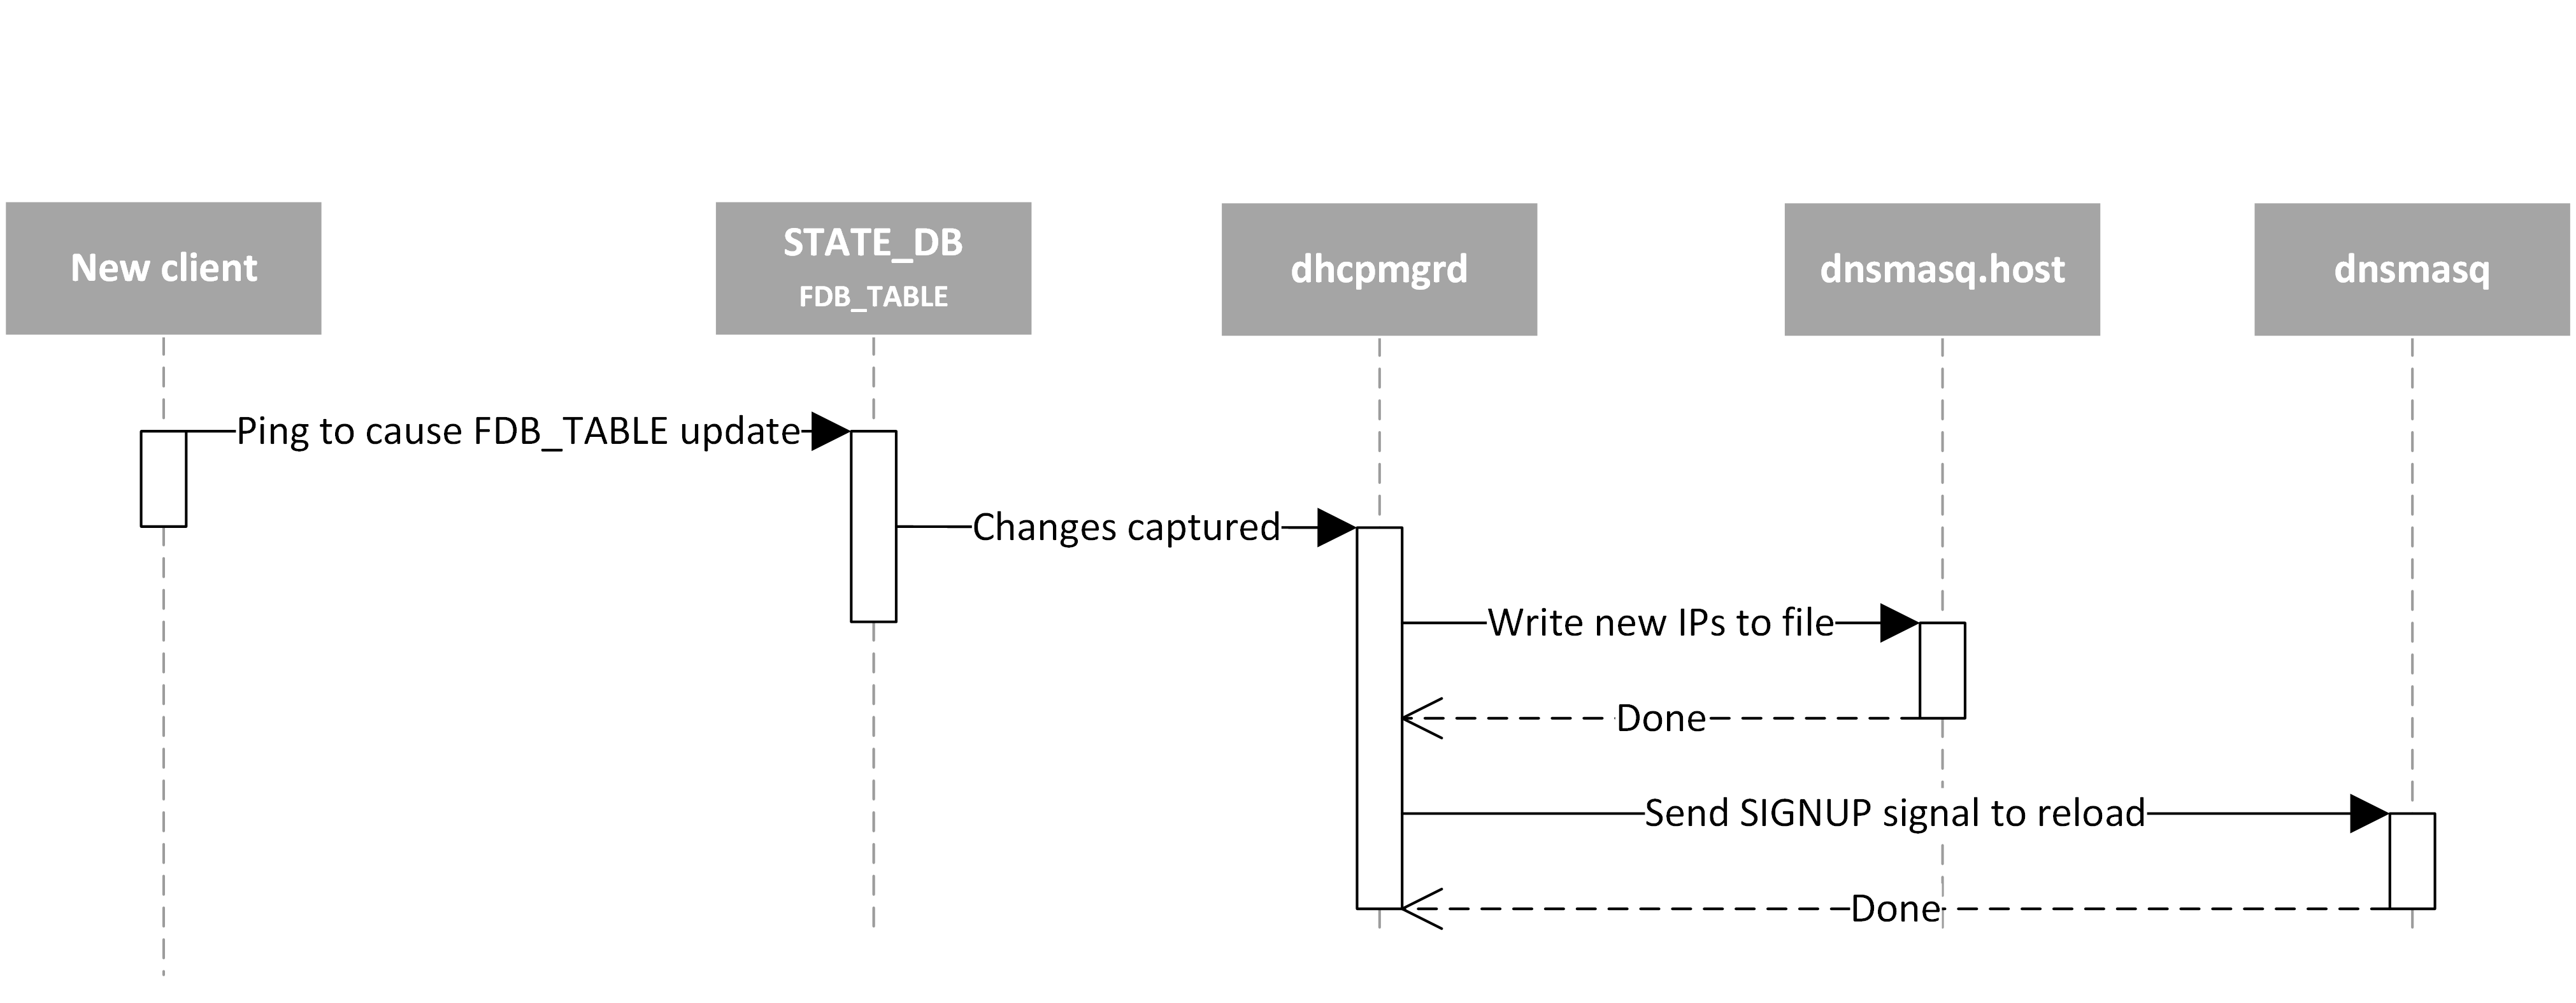 New client
STATE_DB
FDB_TABLE
dhcpmgrd
dnsmasq.host
dnsmasq
Ping to cause FDB_TABLE update
Changes captured
Write new IPs to file
Done
Send SIGNUP signal to reload
Done